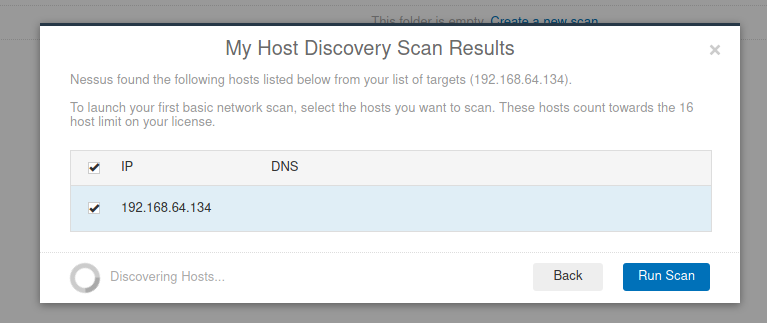 This folder is empty. Create a new scan.
My Host Discovery Scan Results
×
Nessus found the following hosts listed below from your list of targets (192.168.64.134).
To launch your first basic network scan, select the hosts you want to scan. These hosts count towards the 16
host limit on your license.
IP DNS
192.168.64.134
Discovering Hosts... Back Run Scan